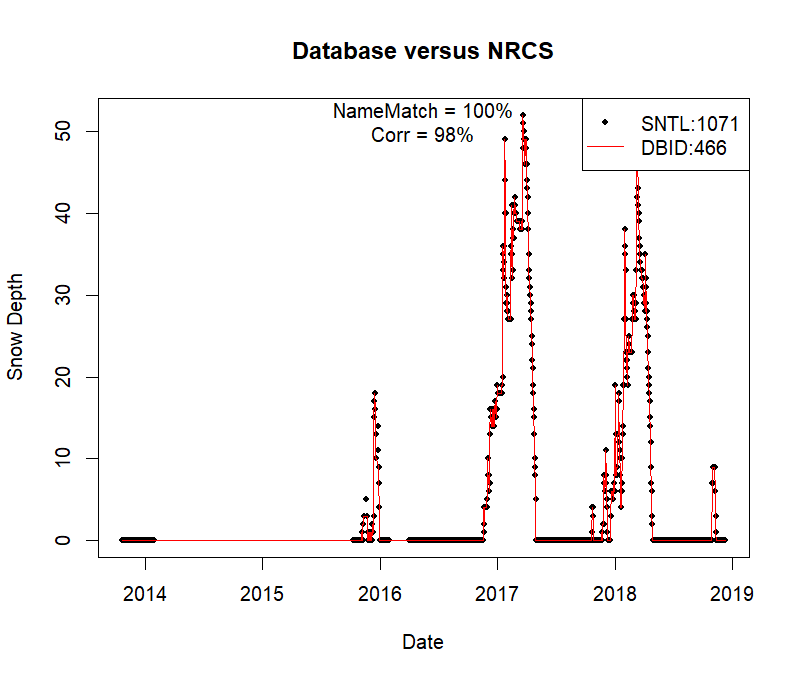 Database versus NRCS
NameMatch = 100%
Corr = 98%
SNTL:1071
DBID:466
50
40
30
20
10
0
Snow Depth
2014 2015 2016 2017 2018 2019
Date